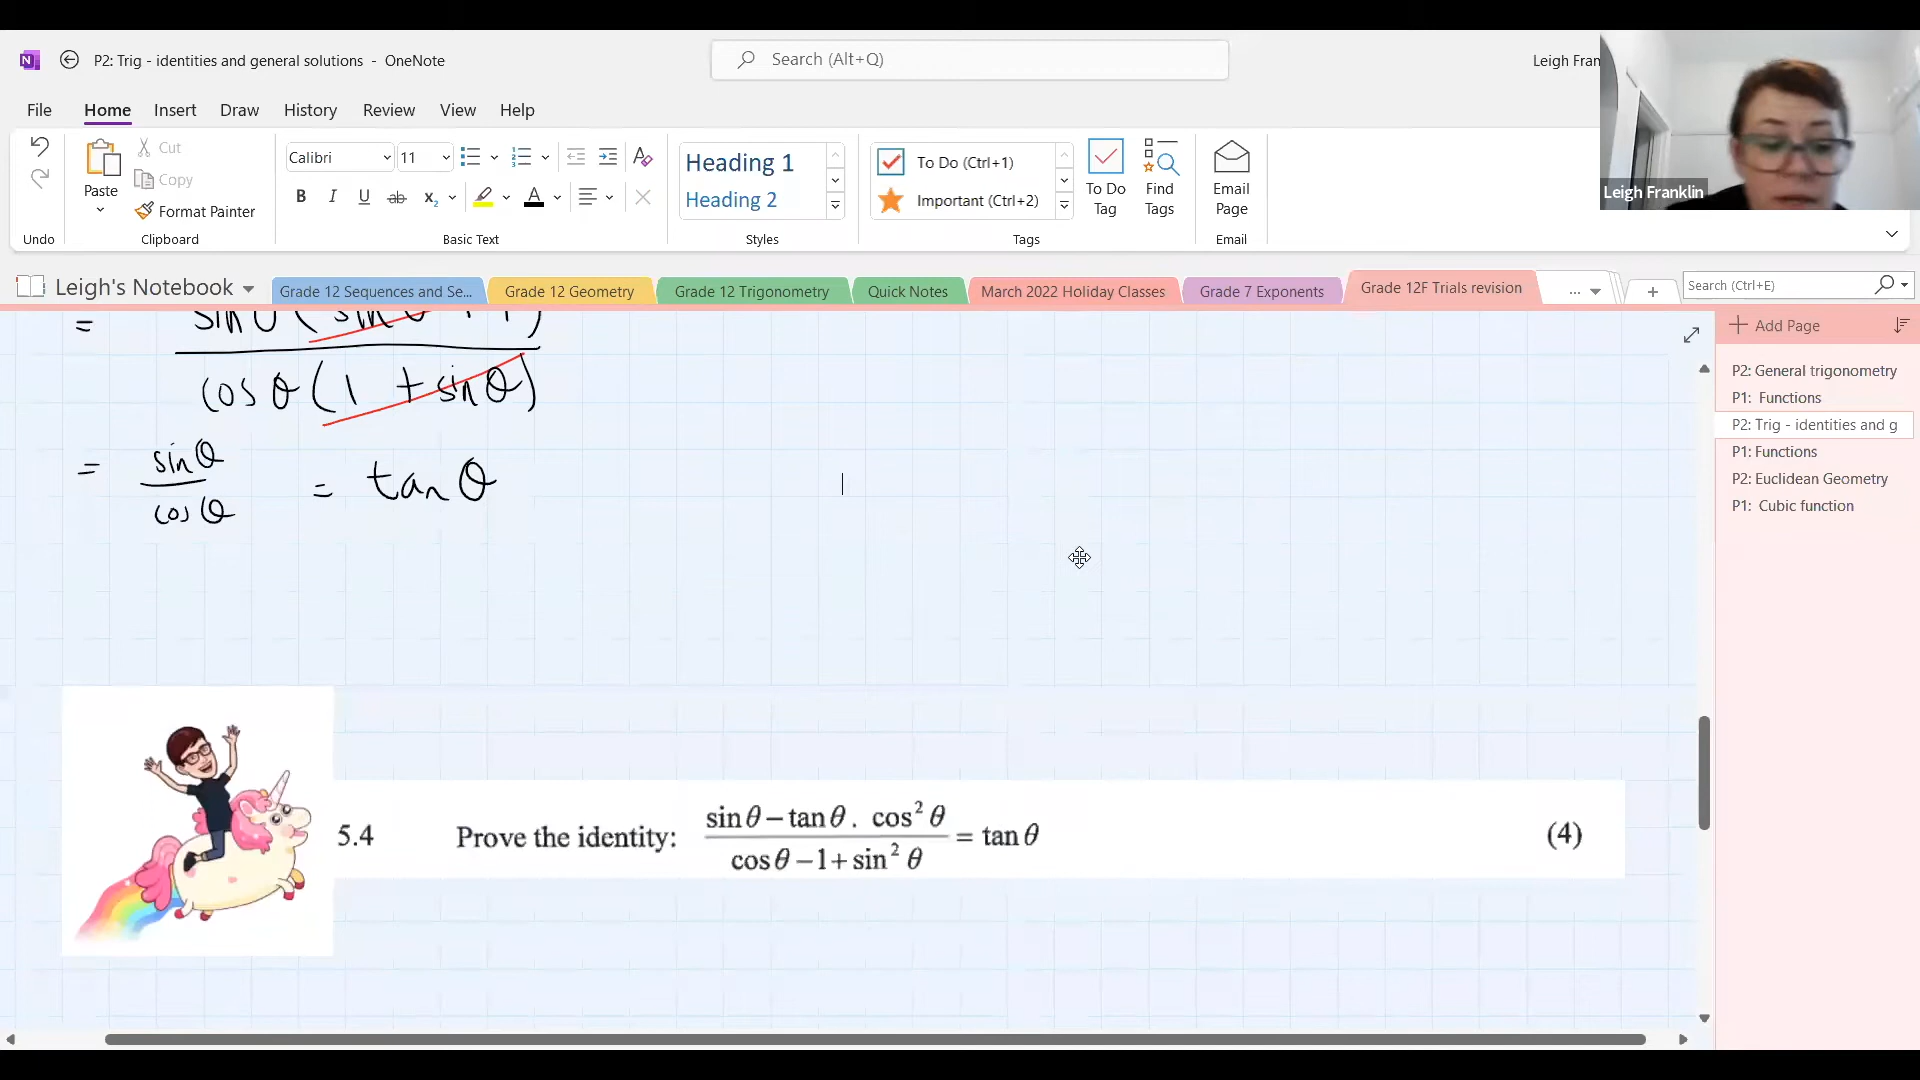 P2: Trig - identities and general solutions - OneNote
Search (Alt+Q)
Leigh Fran
File Home Insert Draw History Review View Help
Undo
Paste
Cut
Copy
Format Painter
Clipboard
Calibri 11
B I U ab x₂ A
Basic Text
Heading 1
Heading 2
Styles
To Do (Ctrl+1)
Important (Ctrl+2)
To Do Tag
Find Tags
Tags
Email Page
Email
Leigh Franklin
Leigh's Notebook
Grade 12 Sequences and Se...
Grade 12 Geometry
Grade 12 Trigonometry
Quick Notes
March 2022 Holiday Classes
Grade 7 Exponents
Grade 12F Trials revision
...
Search (Ctrl+E)
Add Page
P2: General trigonometry
P1: Functions
P2: Trig - identities and g
P1: Functions
P2: Euclidean Geometry
P1: Cubic function
= sin θ (sin θ + 1)
cos θ (1 + sin θ)
= sin θ / cos θ = tan θ
5.4 Prove the identity: (sin θ – tan θ . cos² θ) / (cos θ – 1 + sin² θ) = tan θ (4)